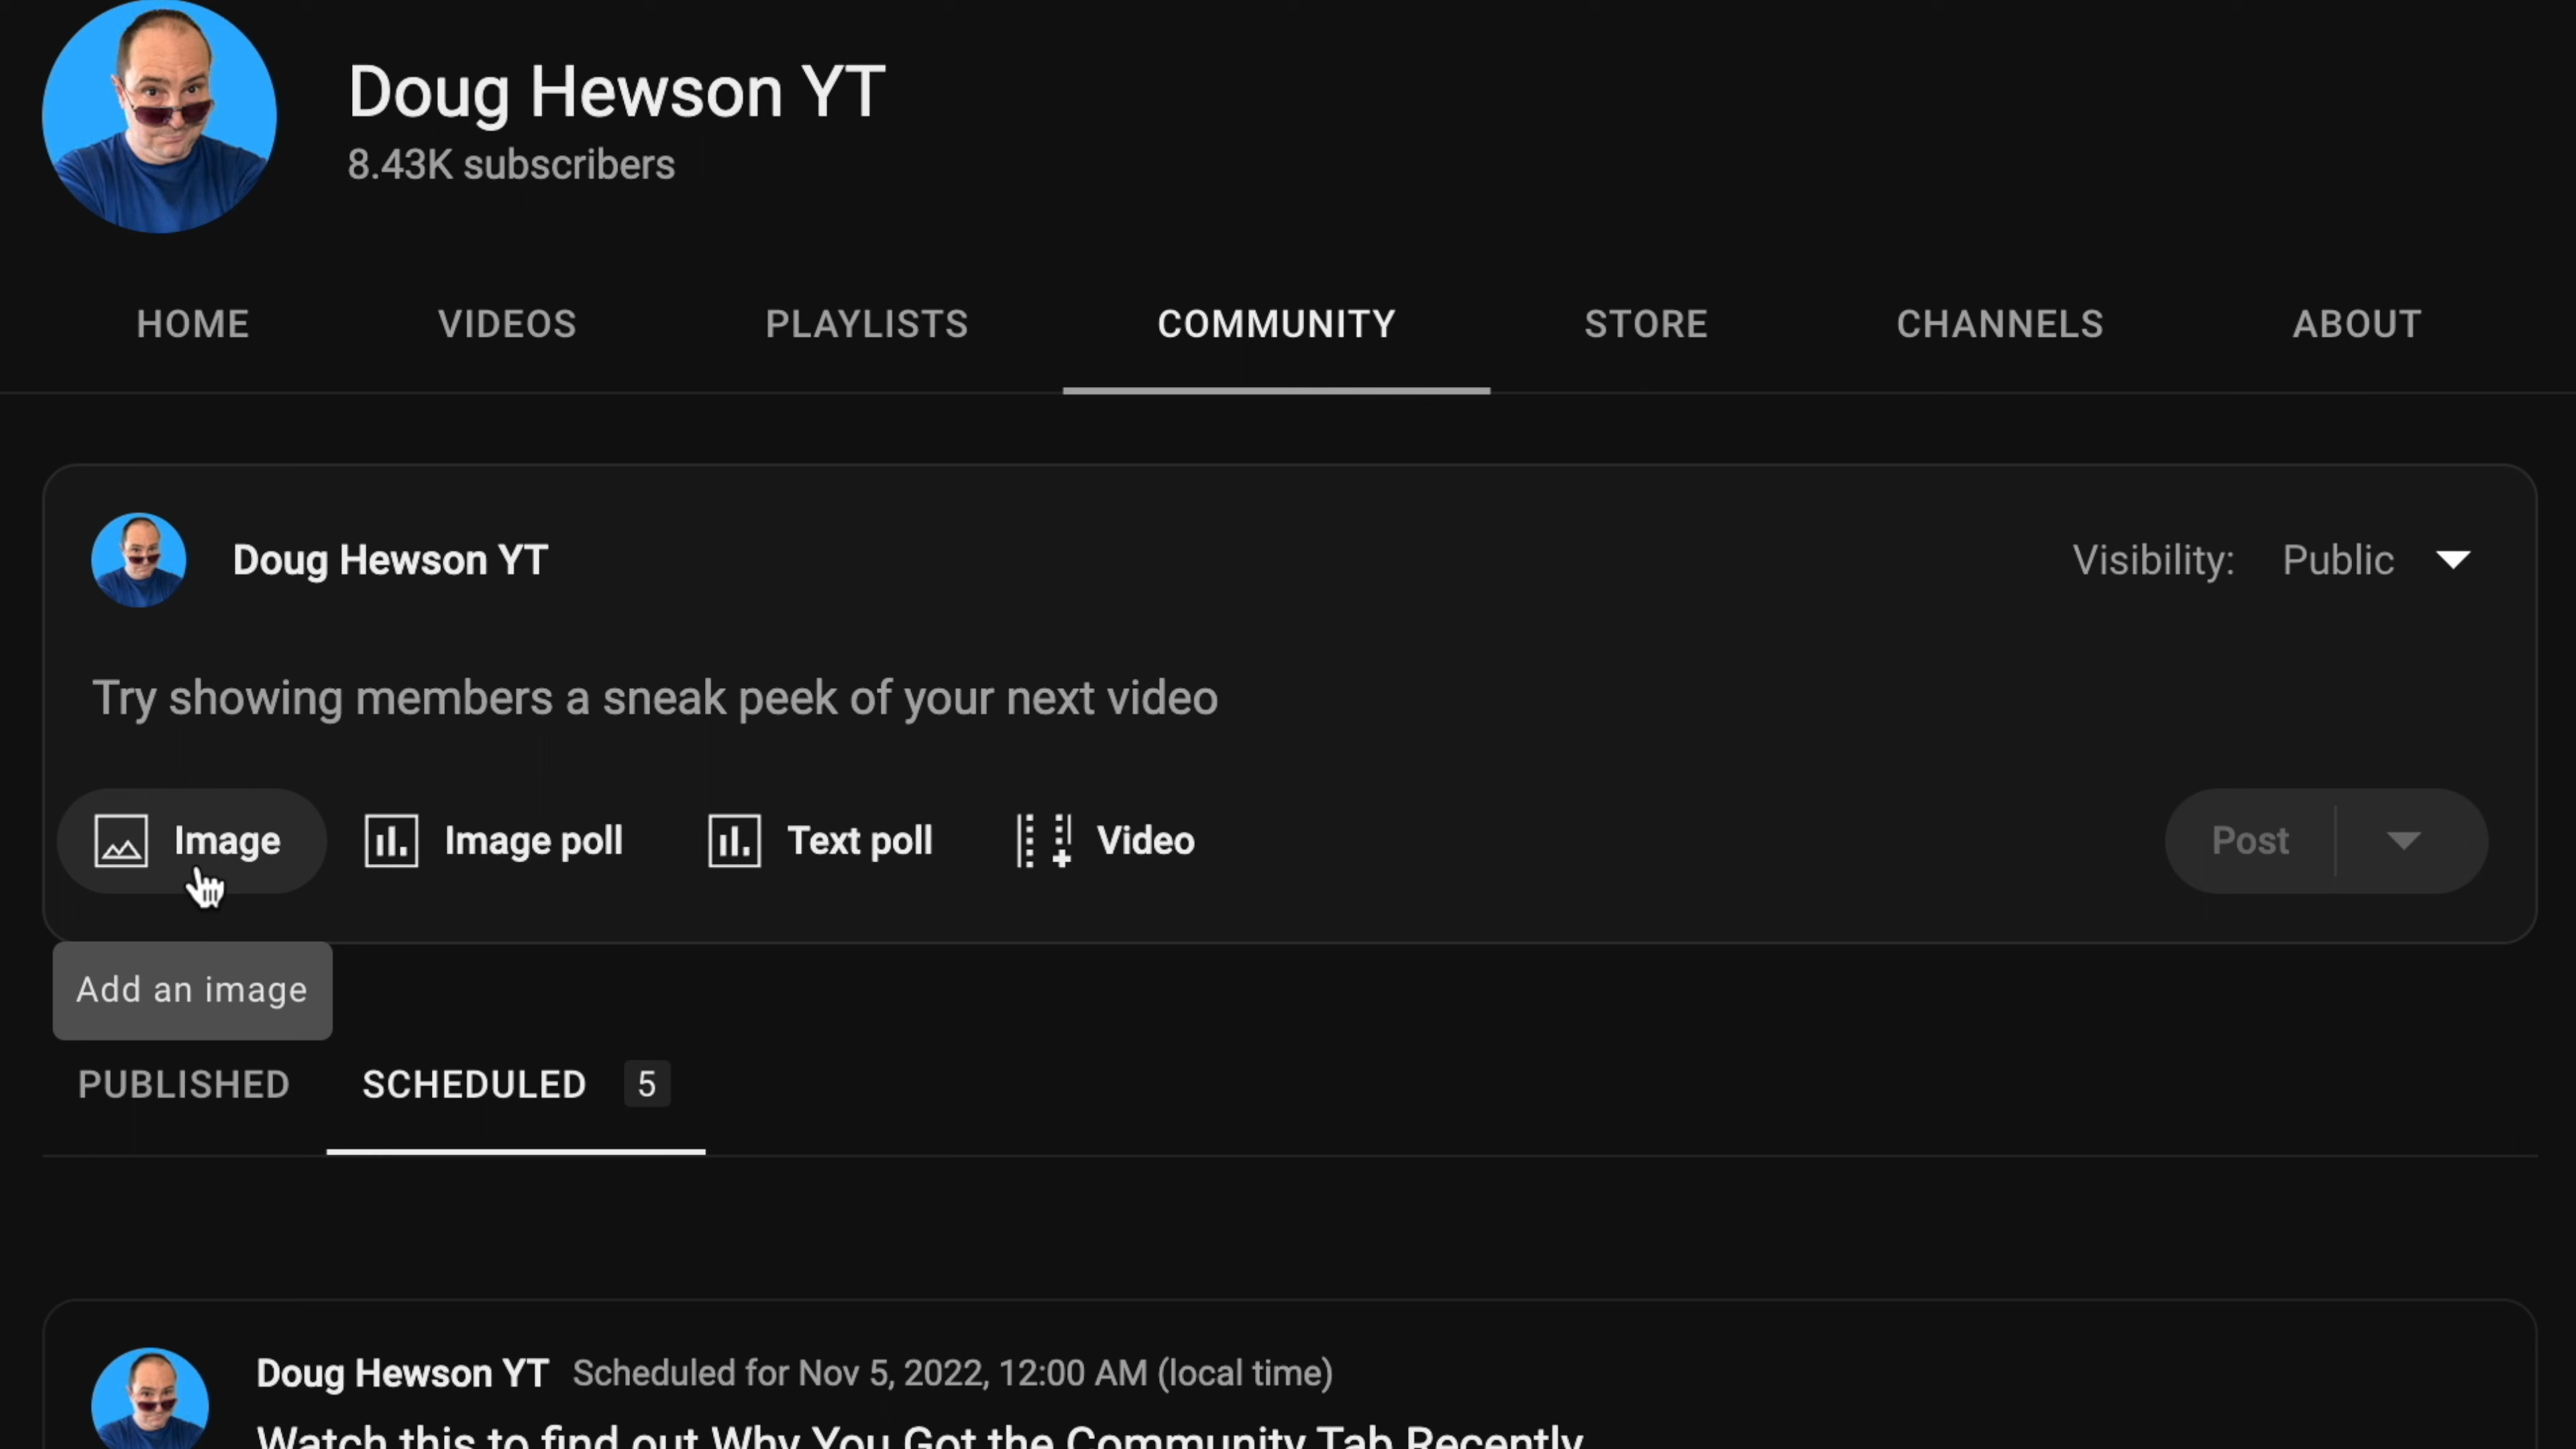 Doug Hewson YT
8.43K subscribers
HOME VIDEOS PLAYLISTS COMMUNITY STORE CHANNELS ABOUT
Doug Hewson YT Visibility: Public
Try showing members a sneak peek of your next video
Image Image poll Text poll Video Post
Add an image
PUBLISHED SCHEDULED 5
Doug Hewson YT Scheduled for Nov 5, 2022, 12:00 AM (local time)
Watch this to find out Why You Got the Community Tab Recently